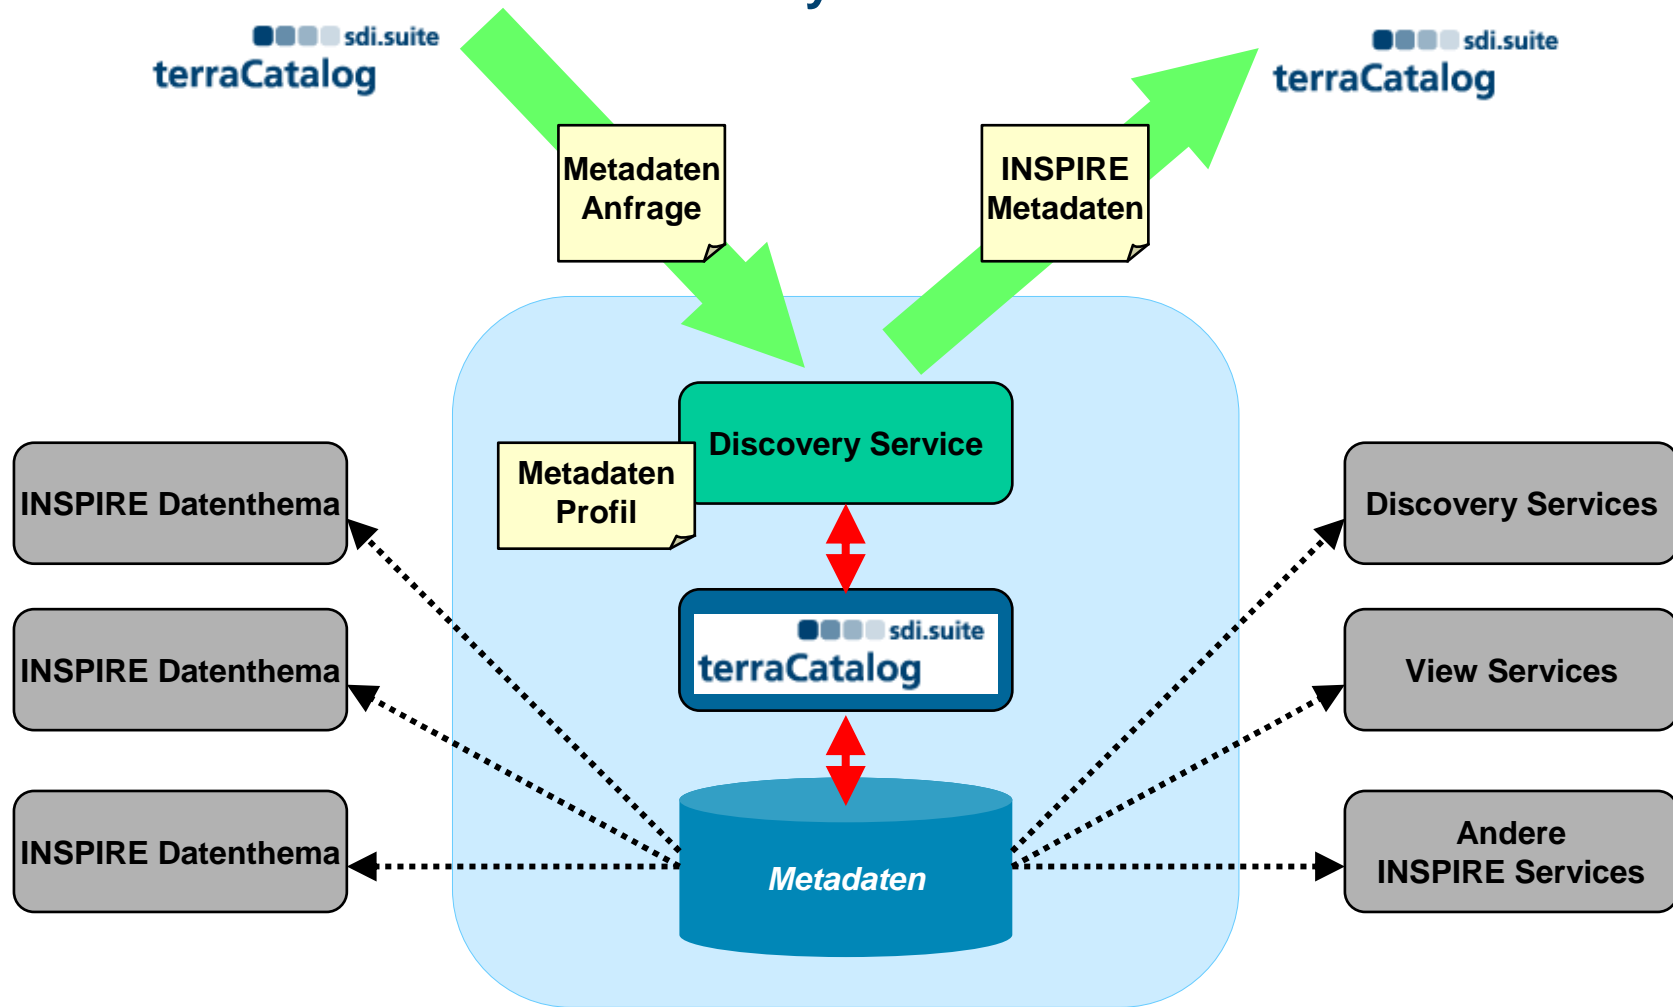 sdi.suite
terraCatalog
sdi.suite
terraCatalog
Metadaten
Anfrage
INSPIRE
Metadaten
Discovery Service
Metadaten
Profil
INSPIRE Datenthema
Discovery Services
sdi.suite
terraCatalog
INSPIRE Datenthema
View Services
INSPIRE Datenthema
Metadaten
Andere
INSPIRE Services